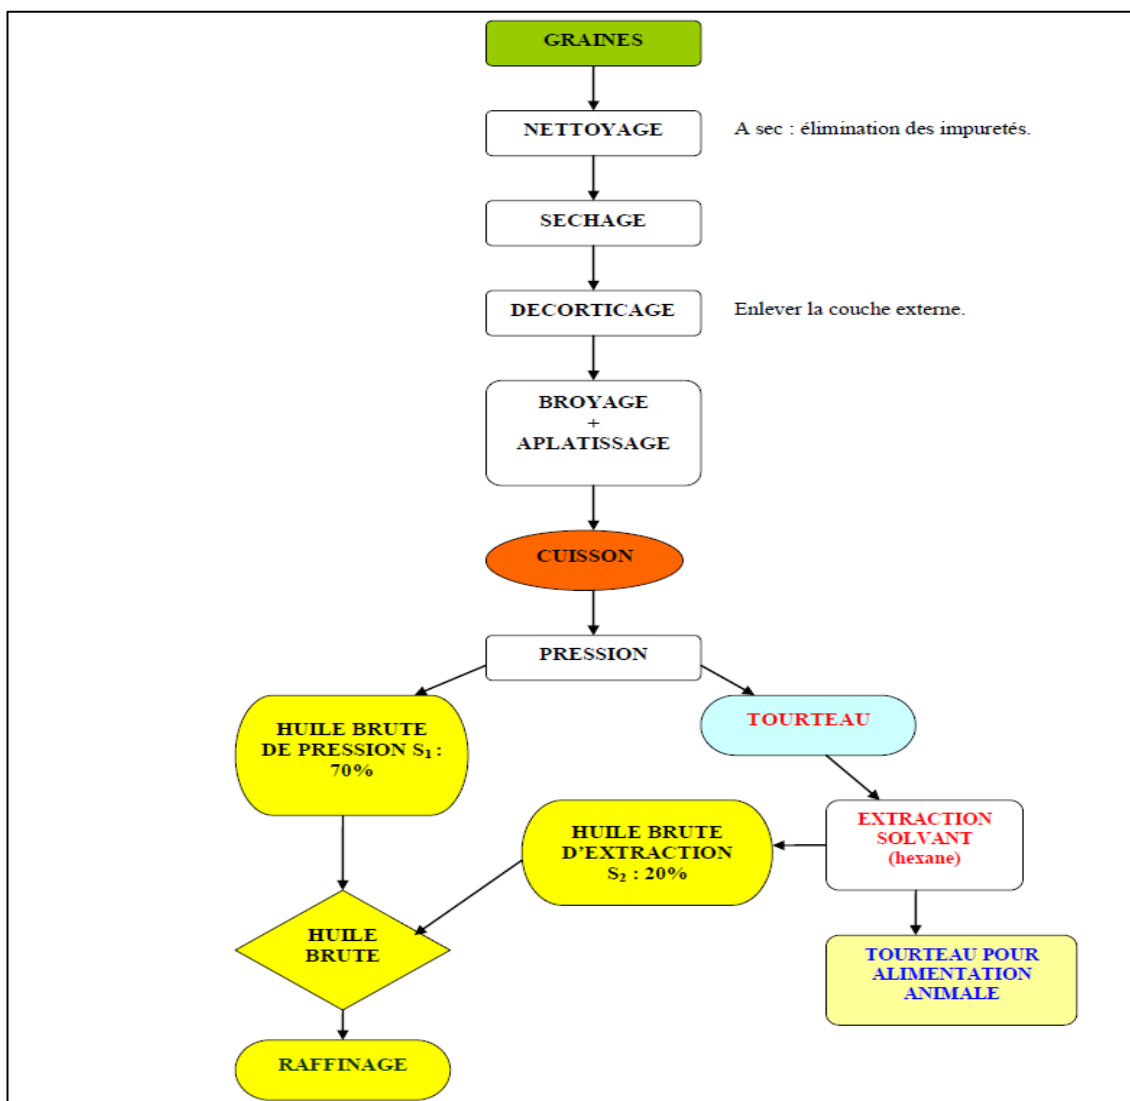 GRAINES
NETTOYAGE
A sec : élimination des impuretés.
SECHAGE
DECORTICAGE
Enlever la couche externe.
BROYAGE
+
APLATISSAGE
CUISSON
PRESSION
HUILE BRUTE
DE PRESSION S₁ :
70%
TOURTEAU
HUILE BRUTE
D’EXTRACTION
S₂ : 20%
EXTRACTION
SOLVANT
(hexane)
HUILE
BRUTE
TOURTEAU POUR
ALIMENTATION
ANIMALE
RAFFINAGE